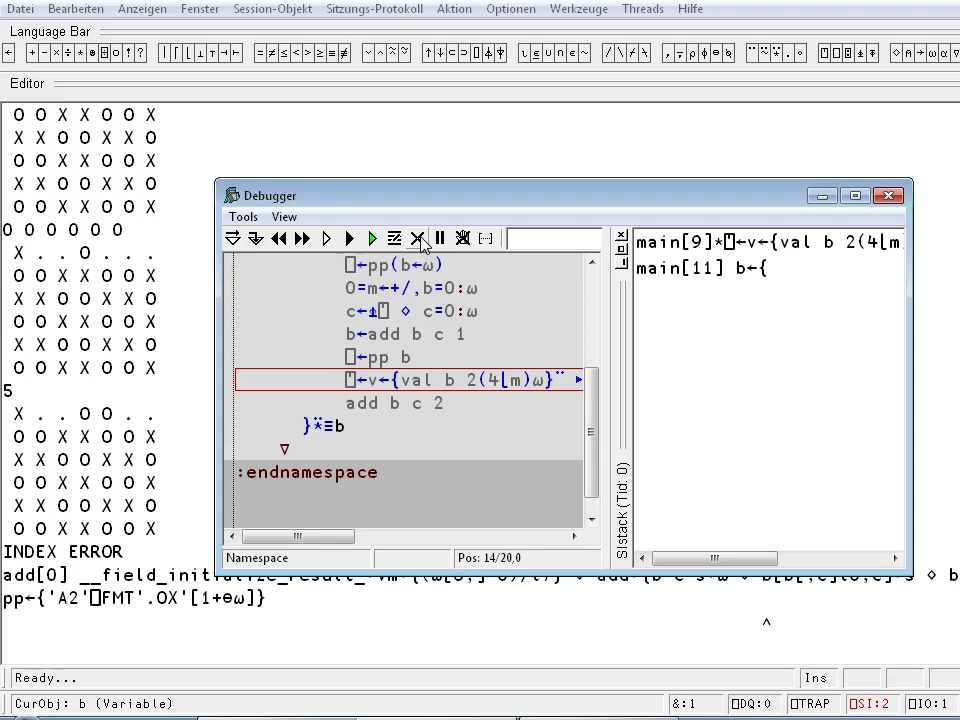 Datei Bearbeiten Anzeigen Fenster Session-Objekt Sitzungs-Protokoll Aktion Optionen Werkzeuge Threads Hilfe
Language Bar
Editor
O O X X O O X
X X O O X X O
O O X X O O X
X X O O X X O
O O X X O O X
0 0 0 0 0 0
X . . O . . .
O O X X O O X
X X O O X X O
O O X X O O X
X X O O X X O
O O X X O O X
5
X . . O O . .
O O X X O O X
X X O O X X O
O O X X O O X
X X O O X X O
O O X X O O X
INDEX ERROR
pp←{'A2'⎕FMT'.OX'[1+⊖⍵]}
^
Debugger
Tools View
⎕←pp(b←⍵)
0=m←+/,b=0:⍵
c←⍎⍞ ⋄ c=0:⍵
b←add b c 1
⎕←pp b
⍞←v←{val b 2(4⌊m)⍵}¨
add b c 2
}⍣≡b
∇
:endnamespace
Namespace
Pos: 14/20,0
SIstack (Tid: 0)
main[9]*⍞←v←{val b 2(4⌊m
main[11] b←{
Ready...
Ins
CurObj: b (Variable)
&:1
⎕DQ:0
⎕TRAP
⎕SI:2
⎕IO:1